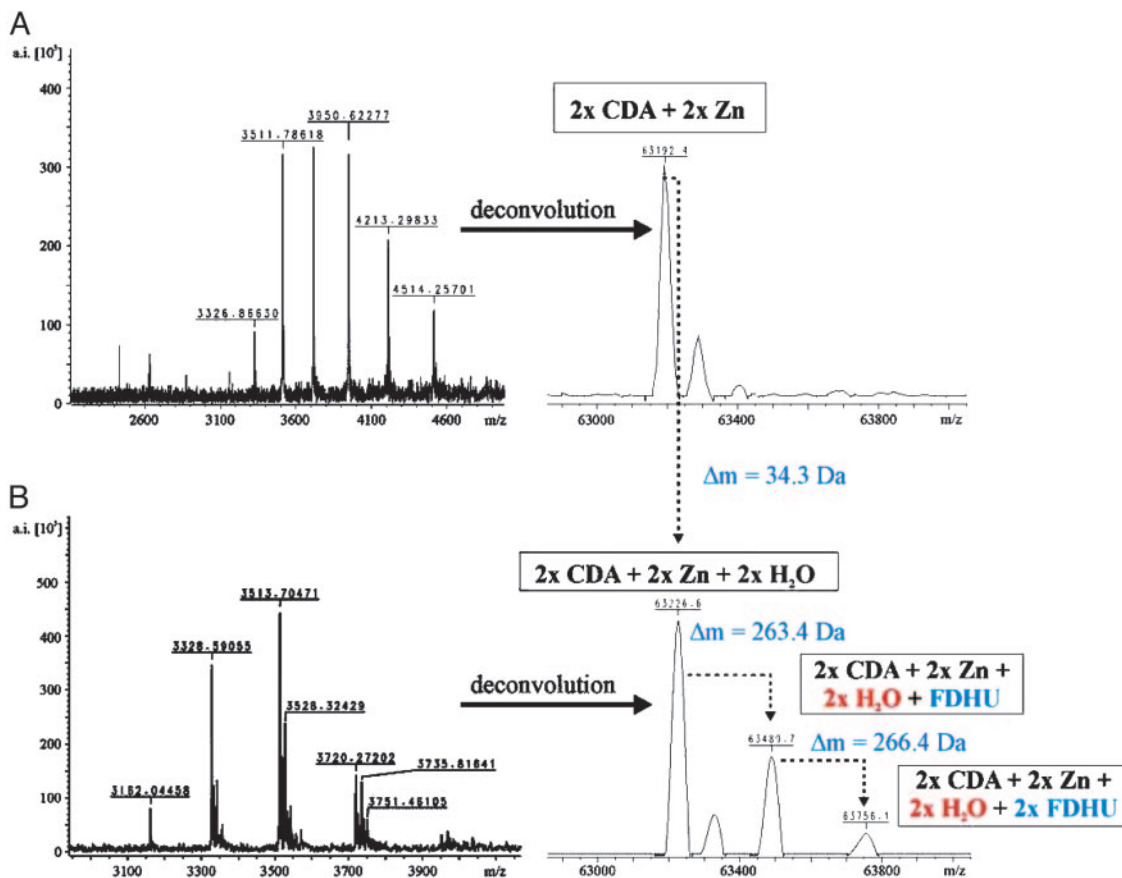 A
a.i. [10³]
400
300
200
100
0
2600 3100 3600 4100 4600 m/z
3326.86630
3511.78618
3950.62277
4213.29833
4514.25701
deconvolution
2x CDA + 2x Zn
63192.4
63000 63400 63800 m/z
Δm = 34.3 Da
B
a.i. [10³]
500
400
300
200
100
0
3100 3300 3500 3700 3900 m/z
3162.04458
3328.59055
3513.70471
3528.32429
3720.27202
3735.81641
3751.46105
deconvolution
2x CDA + 2x Zn + 2x H₂O
63226.6
Δm = 263.4 Da
2x CDA + 2x Zn +
2x H₂O + FDHU
63489.7
Δm = 266.4 Da
2x CDA + 2x Zn +
2x H₂O + 2x FDHU
63756.1
63000 63400 63800 m/z